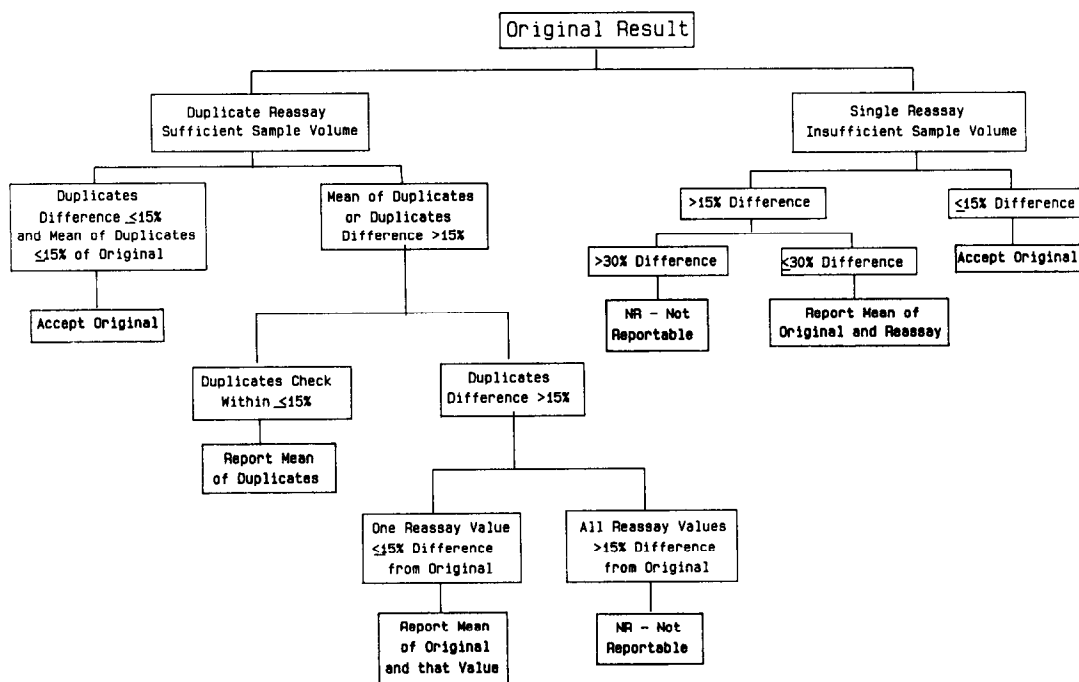 Original Result
Duplicate Reassay
Sufficient Sample Volume
Single Reassay
Insufficient Sample Volume
Duplicates
Difference ≤15%
and Mean of Duplicates
≤15% of Original
Mean of Duplicates
or Duplicates
Difference >15%
>15% Difference
≤15% Difference
>30% Difference
≤30% Difference
Accept Original
Accept Original
NR - Not
Reportable
Report Mean of
Original and Reassay
Duplicates Check
Within ≤15%
Duplicates
Difference >15%
Report Mean
of Duplicates
One Reassay Value
≤15% Difference
from Original
All Reassay Values
>15% Difference
from Original
Report Mean
of Original
and that Value
NR - Not
Reportable